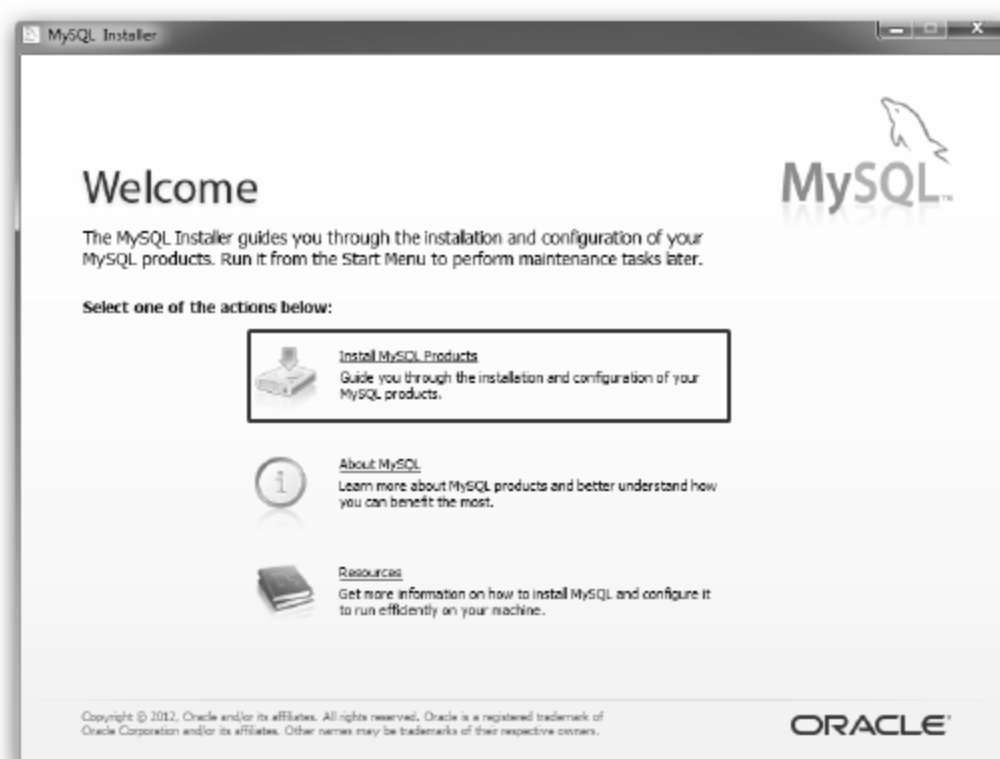 MySQL Installer
MySQL™
Welcome
The MySQL Installer guides you through the installation and configuration of your
MySQL products. Run it from the Start Menu to perform maintenance tasks later.
Select one of the actions below:
Install MySQL Products
Guide you through the installation and configuration of your
MySQL products.
About MySQL
Learn more about MySQL products and better understand how
you can benefit the most.
Resources
Get more information on how to install MySQL and configure it
to run efficiently on your machine.
Copyright © 2012, Oracle and/or its affiliates. All rights reserved. Oracle is a registered trademark of
Oracle Corporation and/or its affiliates. Other names may be trademarks of their respective owners.
ORACLE